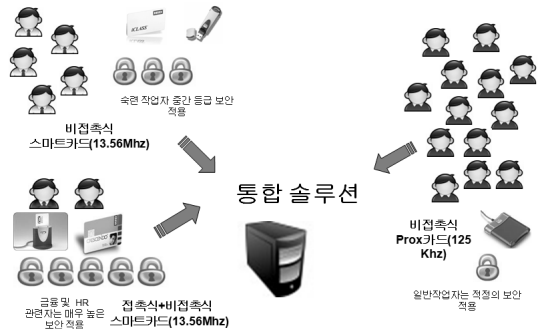 iCLASS
숙련 작업자 중간 등급 보안
적용
비접촉식
스마트카드(13.56Mhz)
통합 솔루션
비접촉식
Prox카드(125
Khz)
일반작업자는 적정의 보안
적용
금융 및 HR
관련자는 매우 높은
보안 적용
접촉식+비접촉식
스마트카드(13.56Mhz)